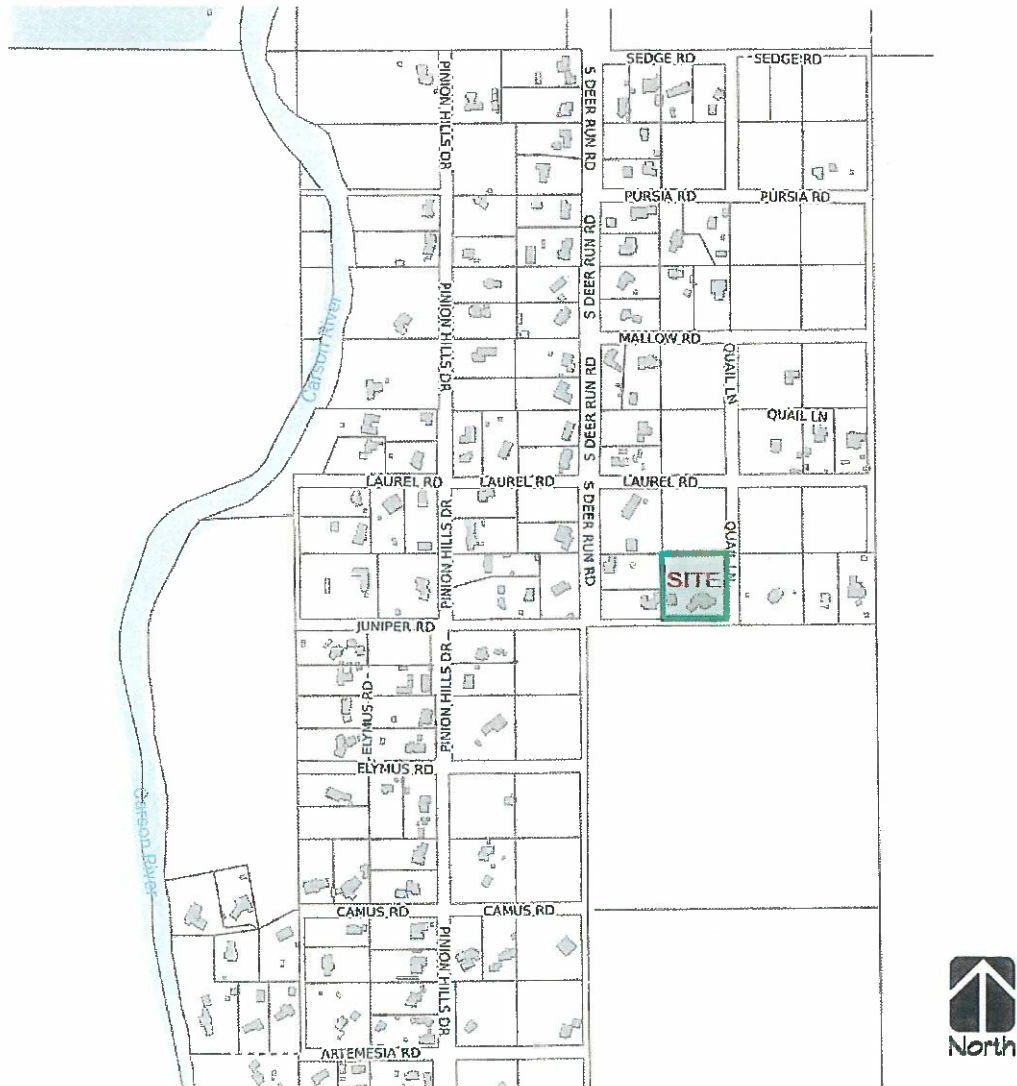 SEDGE RD
SEDGE RD
PINION HILLS DR
S DEER RUN RD
PURSIA RD
PURSIA RD
S DEER RUN RD
PINION HILLS DR
Carson River
MALLOW RD
QUAIL LN
S DEER RUN RD
QUAIL LN
LAUREL RD
LAUREL RD
LAUREL RD
PINION HILLS DR
S DEER RUN RD
QUAIL LN
SITE
JUNIPER RD
PINION HILLS DR
ELYMUS RD
ELYMUS RD
Carson River
CAMUS RD
CAMUS RD
PINION HILLS DR
ARTEMESIA RD
North